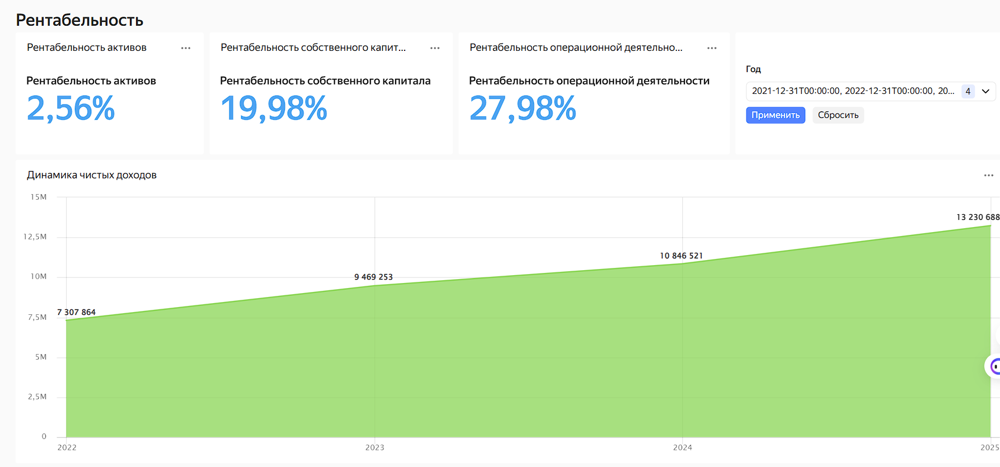 Рентабельность
Рентабельность активов
Рентабельность собственного капит...
Рентабельность операционной деятельно...
Рентабельность активов
2,56%
Рентабельность собственного капитала
19,98%
Рентабельность операционной деятельности
27,98%
Год
2021-12-31T00:00:00, 2022-12-31T00:00:00, 20...
4
Применить
Сбросить
Динамика чистых доходов
15M
12,5M
10M
7,5M
5M
2,5M
0
7 307 864
9 469 253
10 846 521
13 230 688
2022
2023
2024
2025